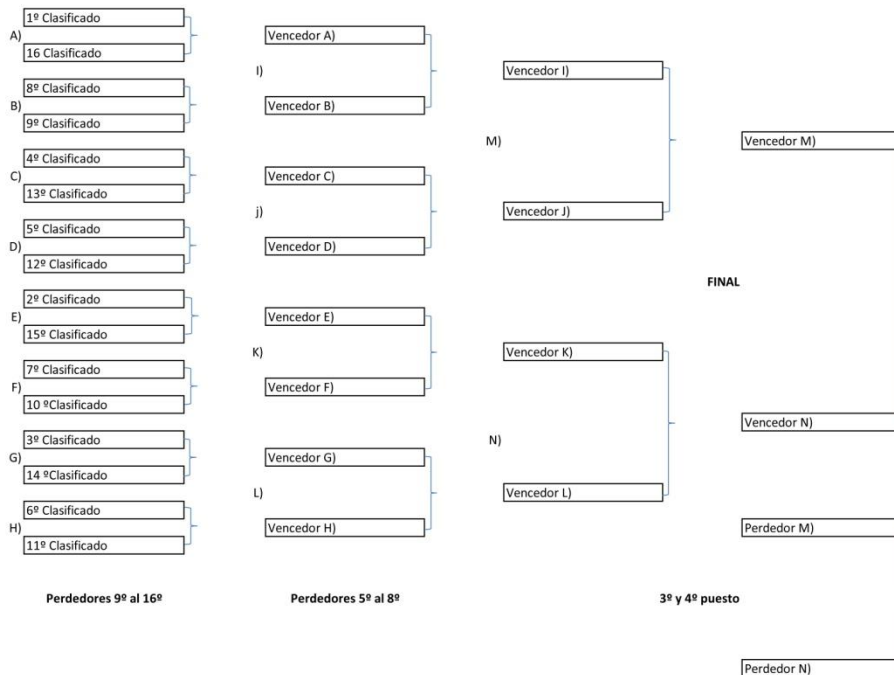 1º Clasificado
A)
16 Clasificado
8º Clasificado
B)
9º Clasificado
4º Clasificado
C)
13º Clasificado
5º Clasificado
D)
12º Clasificado
2º Clasificado
E)
15º Clasificado
7º Clasificado
F)
10 ºClasificado
3º Clasificado
G)
14 ºClasificado
6º Clasificado
H)
11º Clasificado
Perdedores 9º al 16º
Vencedor A)
I)
Vencedor B)
Vencedor C)
j)
Vencedor D)
Vencedor E)
K)
Vencedor F)
Vencedor G)
L)
Vencedor H)
Perdedores 5º al 8º
Vencedor I)
M)
Vencedor J)
Vencedor K)
N)
Vencedor L)
Vencedor M)
FINAL
Vencedor N)
Perdedor M)
3º y 4º puesto
Perdedor N)